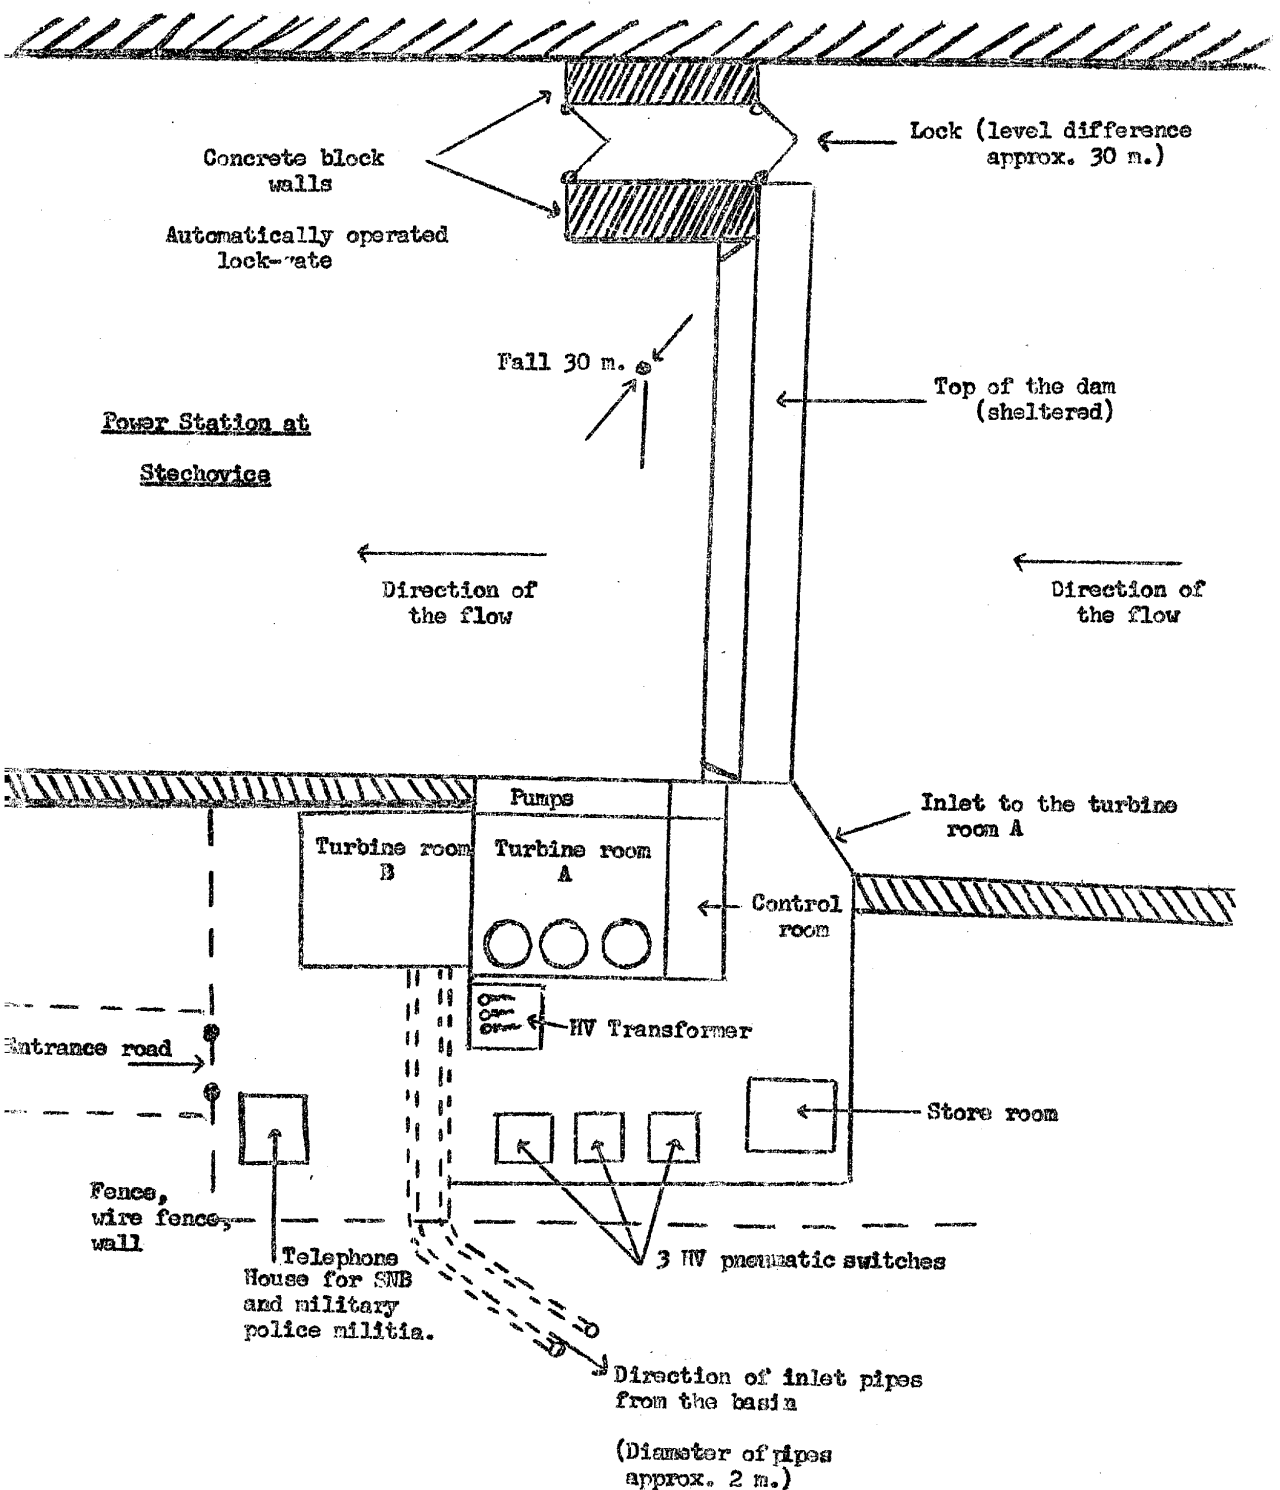 Lock (level difference
approx. 30 m.)
Concrete block
walls
Automatically operated
lock-gate
Fall 30 m.
Top of the dam
(sheltered)
Power Station at
Stechovice
Direction of
the flow
Direction of
the flow
Pumps
Inlet to the turbine
room A
Turbine room
B
Turbine room
A
Control
room
HV Transformer
Entrance road
Store room
Fence,
wire fence,
wall
3 HV pneumatic switches
Telephone
House for SNB
and military
police militia.
Direction of inlet pipes
from the basin
(Diameter of pipes
approx. 2 m.)